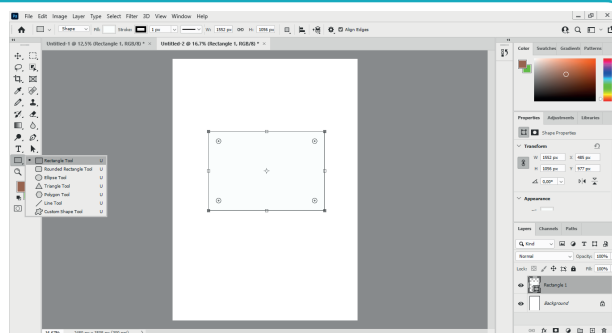 File Edit Image Layer Type Select Filter 3D View Window Help
Shape Fill: Stroke: 1 px W: 1552 px H: 1056 px Align Edges
Untitled-1 @ 12,5% (Rectangle 1, RGB/8) * × Untitled-2 @ 16,7% (Rectangle 1, RGB/8) * ×
Color Swatches Gradients Patterns
Properties Adjustments Libraries
Shape Properties
Transform
W: 1552 px X: 485 px
H: 1056 px Y: 977 px
0,00°
Appearance
Rectangle Tool U
Rounded Rectangle Tool U
Ellipse Tool U
Triangle Tool U
Polygon Tool U
Line Tool U
Custom Shape Tool U
Layers Channels Paths
Kind
Normal Opacity: 100%
Lock: Fill: 100%
Rectangle 1
Background